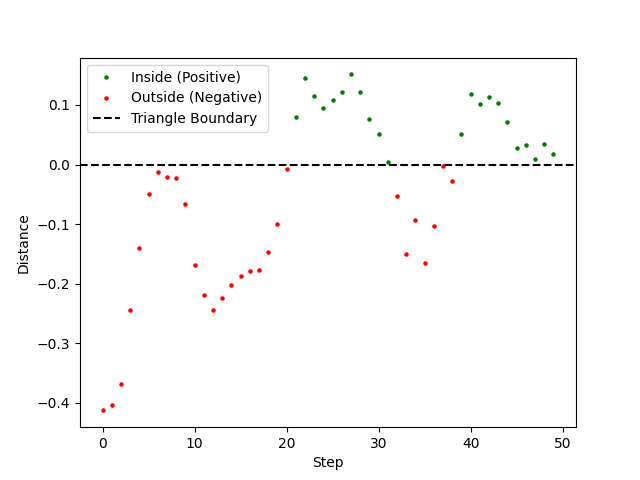 Inside (Positive)
Outside (Negative)
Triangle Boundary
0.1
0.0
−0.1
−0.2
−0.3
−0.4
Distance
0 10 20 30 40 50
Step